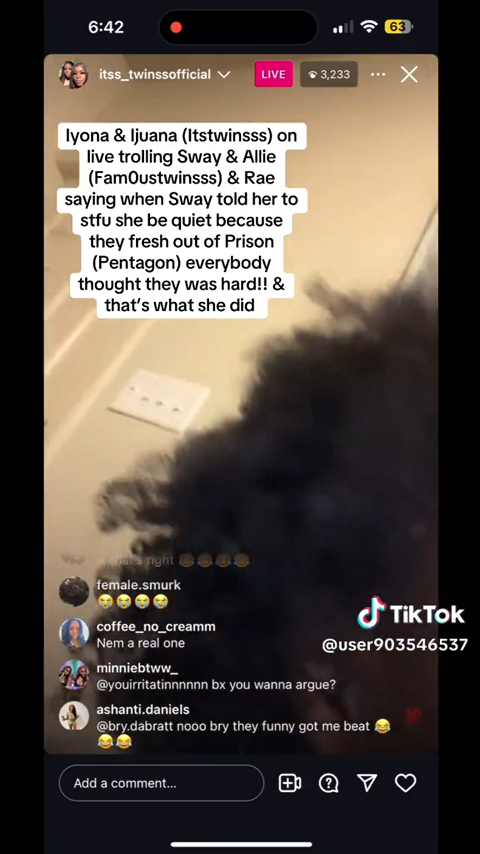 6:42
63
itss_twinssofficial
LIVE
3,233
Iyona & Ijuana (Itstwinsss) on
live trolling Sway & Allie
(Fam0ustwinsss) & Rae
saying when Sway told her to
stfu she be quiet because
they fresh out of Prison
(Pentagon) everybody
thought they was hard!! &
that's what she did
that's right
female.smurk
😭😭😭😭
coffee_no_creamm
Nem a real one
TikTok
@user903546537
minniebtww_
@youirritatinnnnnn bx you wanna argue?
ashanti.daniels
@bry.dabratt nooo bry they funny got me beat 😂
😂😂
💯
Add a comment...